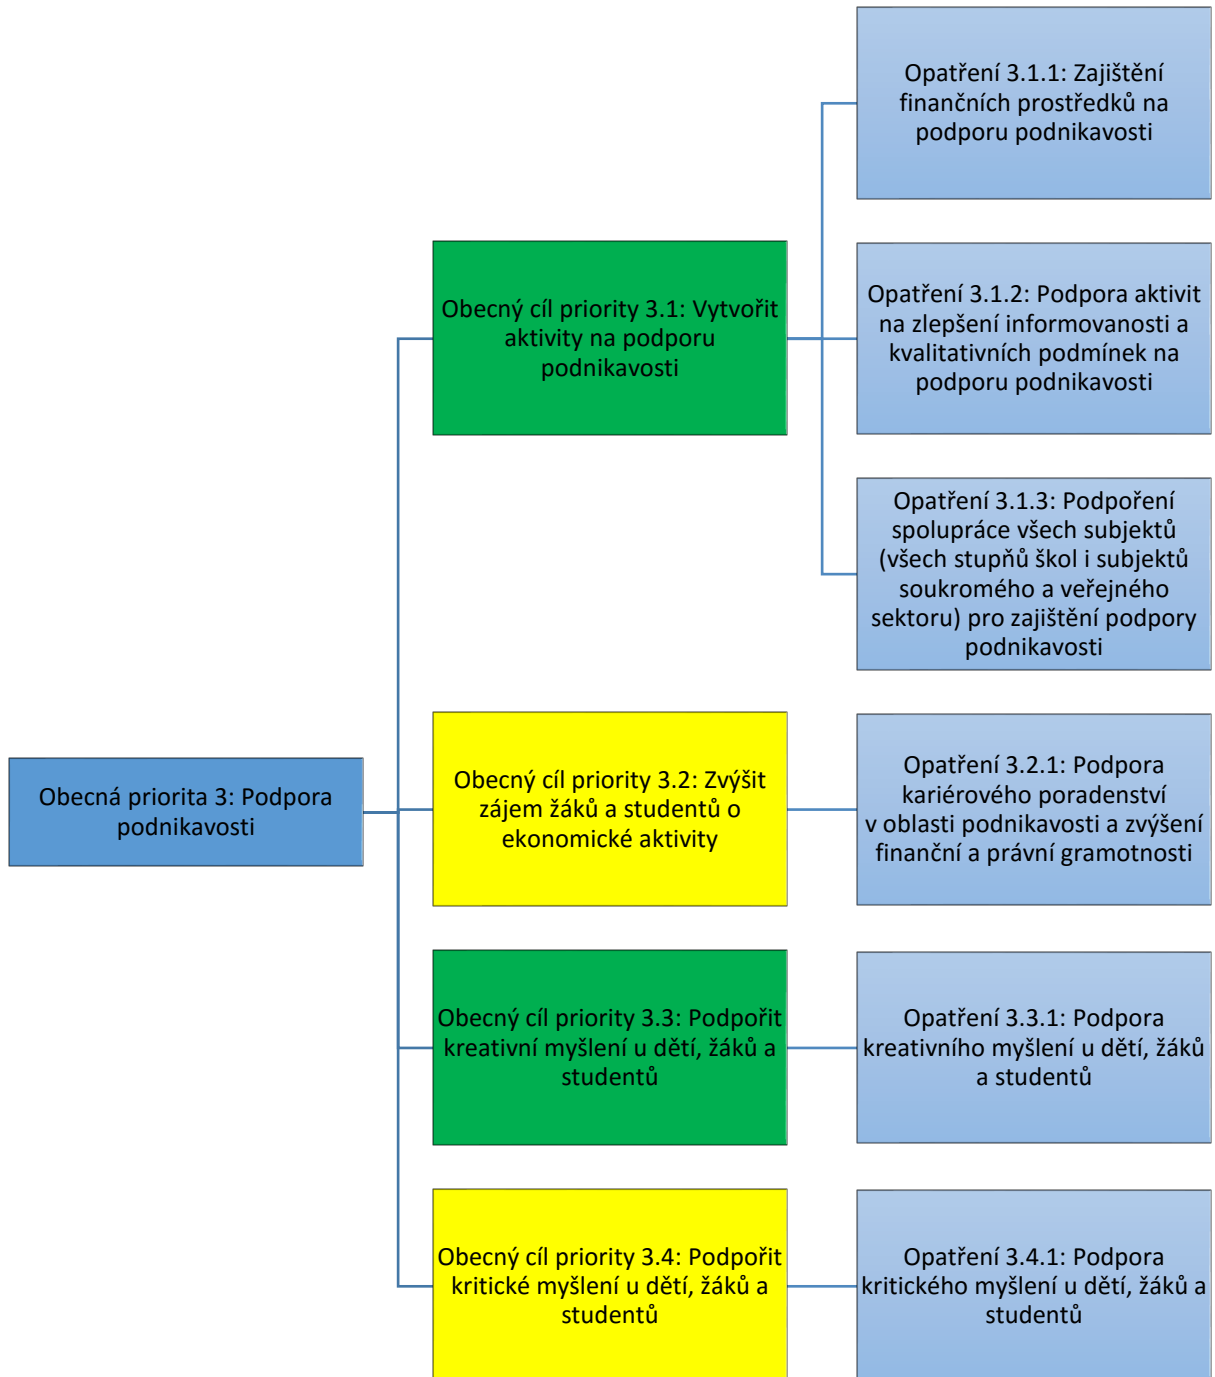 Obecná priorita 3: Podpora
podnikavosti
Obecný cíl priority 3.1: Vytvořit
aktivity na podporu
podnikavosti
Opatření 3.1.1: Zajištění
finančních prostředků na
podporu podnikavosti
Opatření 3.1.2: Podpora aktivit
na zlepšení informovanosti a
kvalitativních podmínek na
podporu podnikavosti
Opatření 3.1.3: Podpoření
spolupráce všech subjektů
(všech stupňů škol i subjektů
soukromého a veřejného
sektoru) pro zajištění podpory
podnikavosti
Obecný cíl priority 3.2: Zvýšit
zájem žáků a studentů o
ekonomické aktivity
Opatření 3.2.1: Podpora
kariérového poradenství
v oblasti podnikavosti a zvýšení
finanční a právní gramotnosti
Obecný cíl priority 3.3: Podpořit
kreativní myšlení u dětí, žáků a
studentů
Opatření 3.3.1: Podpora
kreativního myšlení u dětí, žáků
a studentů
Obecný cíl priority 3.4: Podpořit
kritické myšlení u dětí, žáků a
studentů
Opatření 3.4.1: Podpora
kritického myšlení u dětí, žáků a
studentů